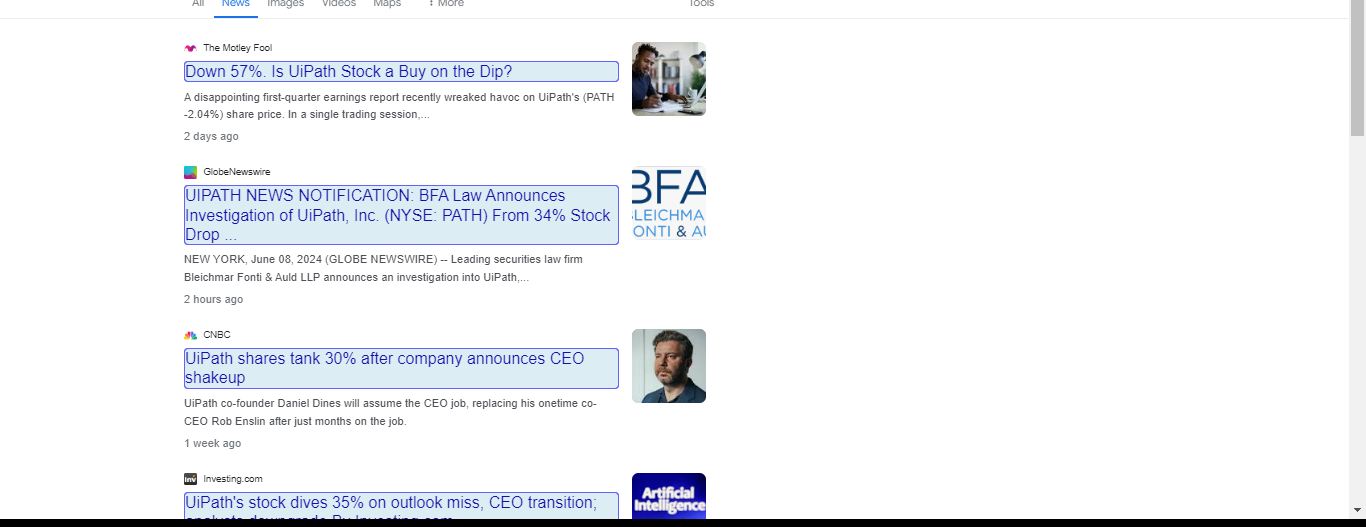 All News Images Videos Maps More Tools
The Motley Fool
Down 57%. Is UiPath Stock a Buy on the Dip?
A disappointing first-quarter earnings report recently wreaked havoc on UiPath's (PATH
-2.04%) share price. In a single trading session,...
2 days ago
GlobeNewswire
UIPATH NEWS NOTIFICATION: BFA Law Announces
Investigation of UiPath, Inc. (NYSE: PATH) From 34% Stock
Drop ...
BFA
LEICHMA
ONTI & AU
NEW YORK, June 08, 2024 (GLOBE NEWSWIRE) -- Leading securities law firm
Bleichmar Fonti & Auld LLP announces an investigation into UiPath,...
2 hours ago
CNBC
UiPath shares tank 30% after company announces CEO
shakeup
UiPath co-founder Daniel Dines will assume the CEO job, replacing his onetime co-
CEO Rob Enslin after just months on the job.
1 week ago
Inv Investing.com
UiPath's stock dives 35% on outlook miss, CEO transition;
analysts downgrade By Investing.com
Artificial
Intelligence